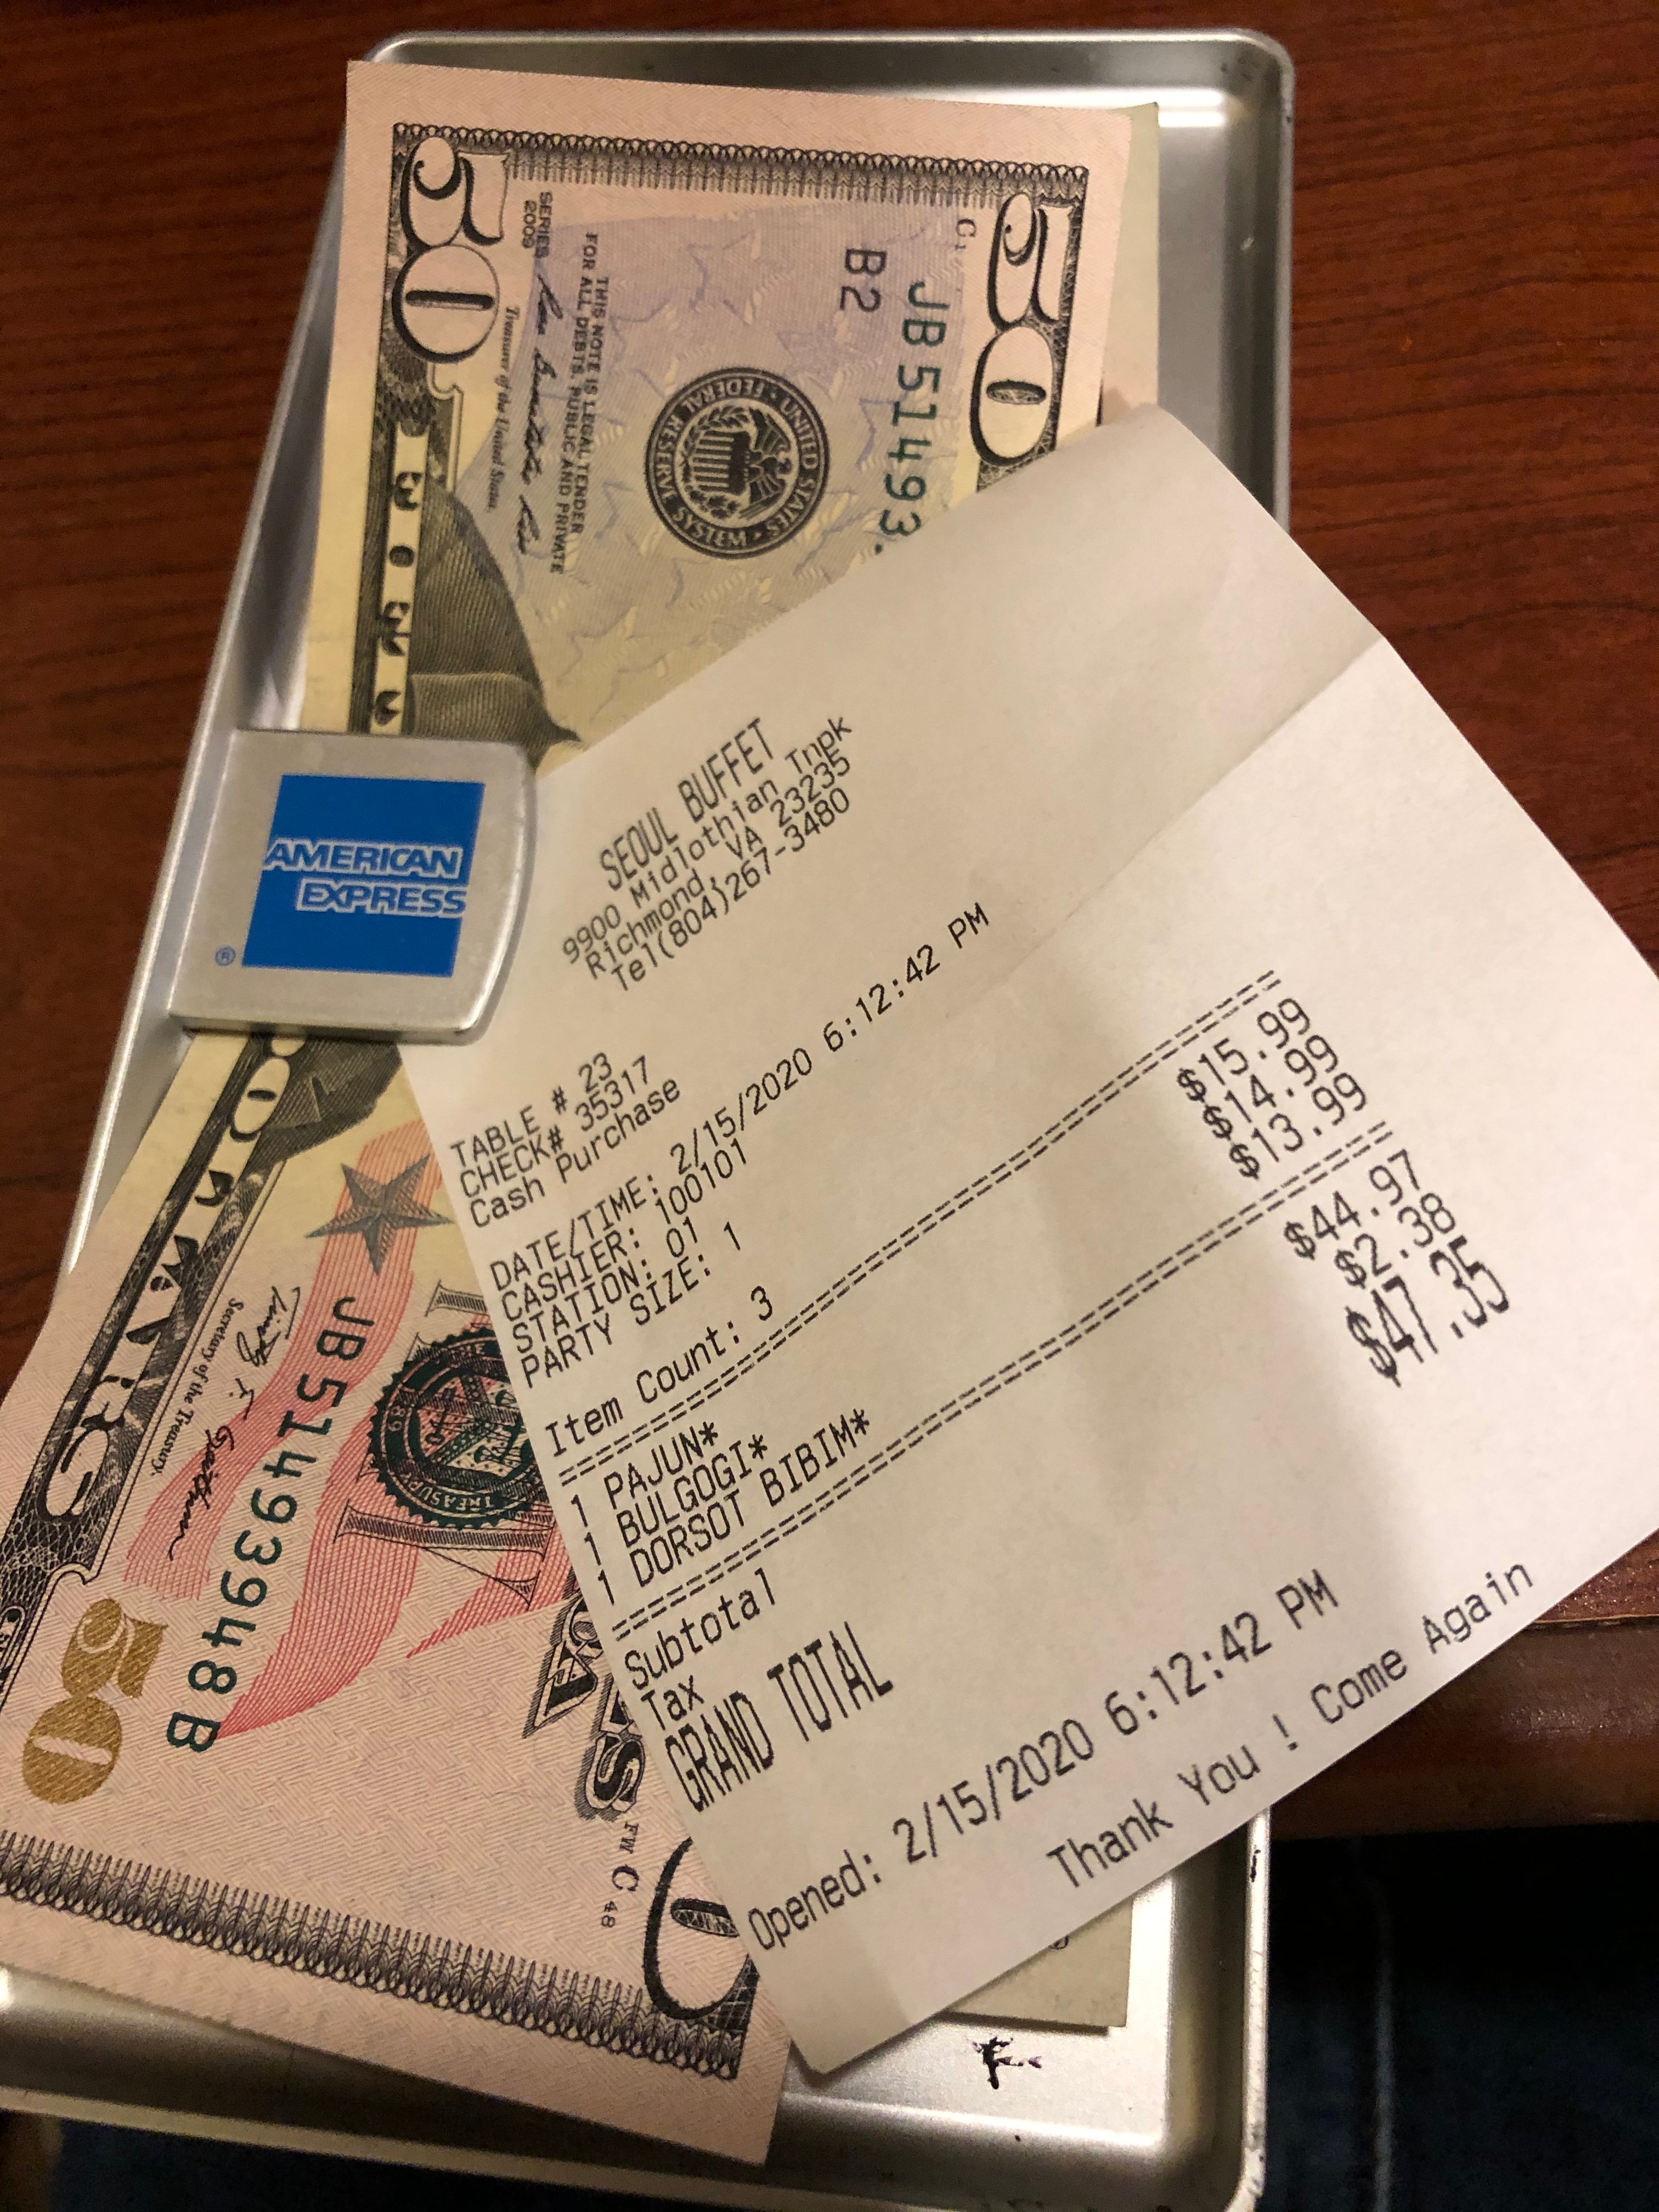 50
50
SERIES
2009
THIS NOTE IS LEGAL TENDER
FOR ALL DEBTS, PUBLIC AND PRIVATE
Treasurer of the United States.
B2
JB51493
UNITED STATES
FEDERAL RESERVE SYSTEM
AMERICAN
EXPRESS
®
JB51493948B
Secretary of the Treasury.
50
FW C 48
SEOUL BUFFET
9900 Midlothian Tnpk
Richmond, VA 23235
Tel(804)267-3480
TABLE # 23
CHECK# 35317
Cash Purchase
DATE/TIME: 2/15/2020 6:12:42 PM
CASHIER: 100101
STATION: 01
PARTY SIZE: 1
Item Count: 3
1 PAJUN* $15.99
1 BULGOGI* $14.99
1 DORSOT BIBIM* $13.99
Subtotal $44.97
Tax $2.38
GRAND TOTAL $47.35
Opened: 2/15/2020 6:12:42 PM
Thank You ! Come Again